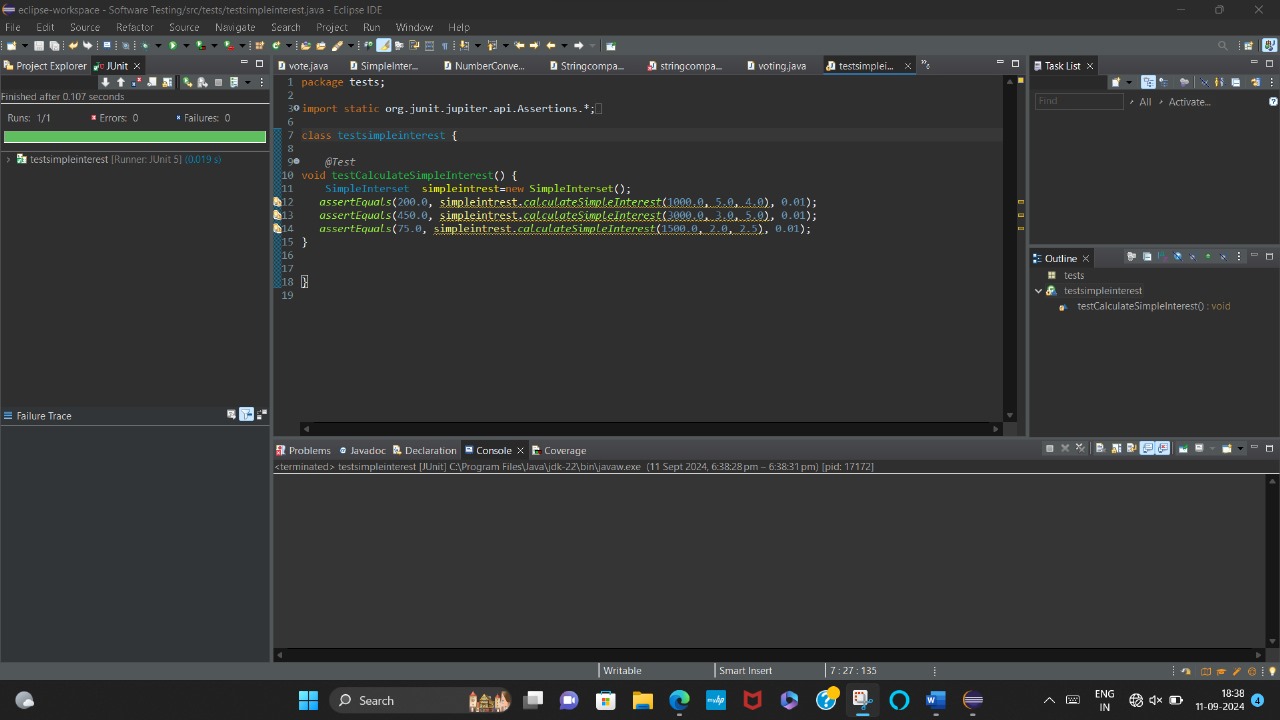 eclipse-workspace - Software Testing/src/tests/testsimpleinterest.java - Eclipse IDE
File Edit Source Refactor Source Navigate Search Project Run Window Help
Project Explorer JUnit
Finished after 0.107 seconds
Runs: 1/1 Errors: 0 Failures: 0
testsimpleinterest [Runner: JUnit 5] (0.019 s)
Failure Trace
vote.java SimpleInter... NumberConve... Stringcompa... stringcompa... voting.java testsimplei... 5
1 package tests;
2
3 import static org.junit.jupiter.api.Assertions.*;
6
7 class testsimpleinterest {
8
9 @Test
10 void testCalculateSimpleInterest() {
11 SimpleInterset simpleintrest=new SimpleInterset();
12 assertEquals(200.0, simpleintrest.calculateSimpleInterest(1000.0, 5.0, 4.0), 0.01);
13 assertEquals(450.0, simpleintrest.calculateSimpleInterest(3000.0, 3.0, 5.0), 0.01);
14 assertEquals(75.0, simpleintrest.calculateSimpleInterest(1500.0, 2.0, 2.5), 0.01);
15 }
16
17
18 }
19
Task List
Find All Activate...
Outline
tests
testsimpleinterest
testCalculateSimpleInterest() : void
Problems Javadoc Declaration Console Coverage
<terminated> testsimpleinterest [JUnit] C:\Program Files\Java\jdk-22\bin\javaw.exe (11 Sept 2024, 6:38:28 pm – 6:38:31 pm) [pid: 17172]
Writable Smart Insert 7 : 27 : 135
Search
ENG
IN
18:38
11-09-2024
4